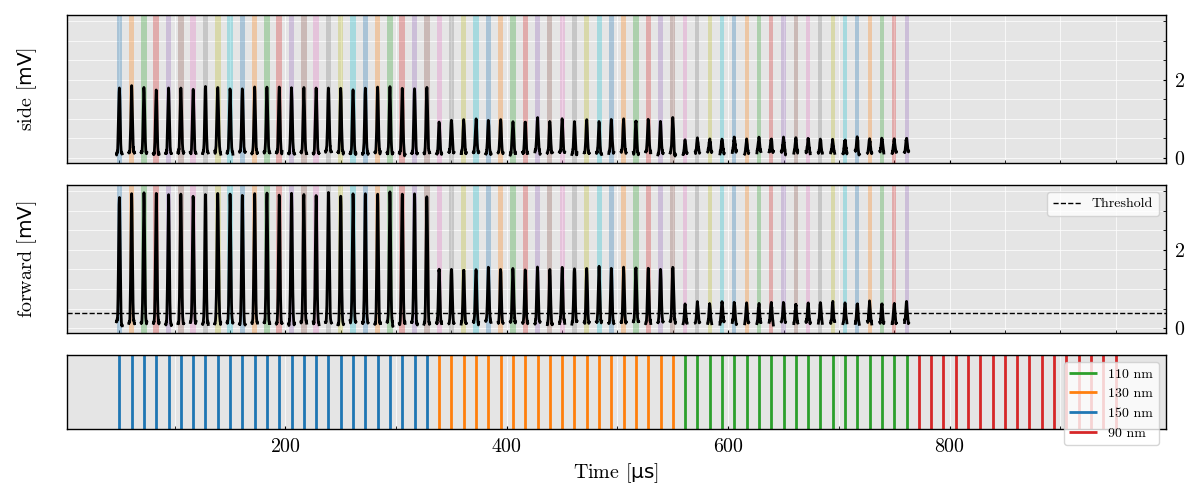 side [mV]
2
0
forward [mV]
Threshold
2
0
110 nm
130 nm
150 nm
90 nm
200 400 600 800
Time [µs]